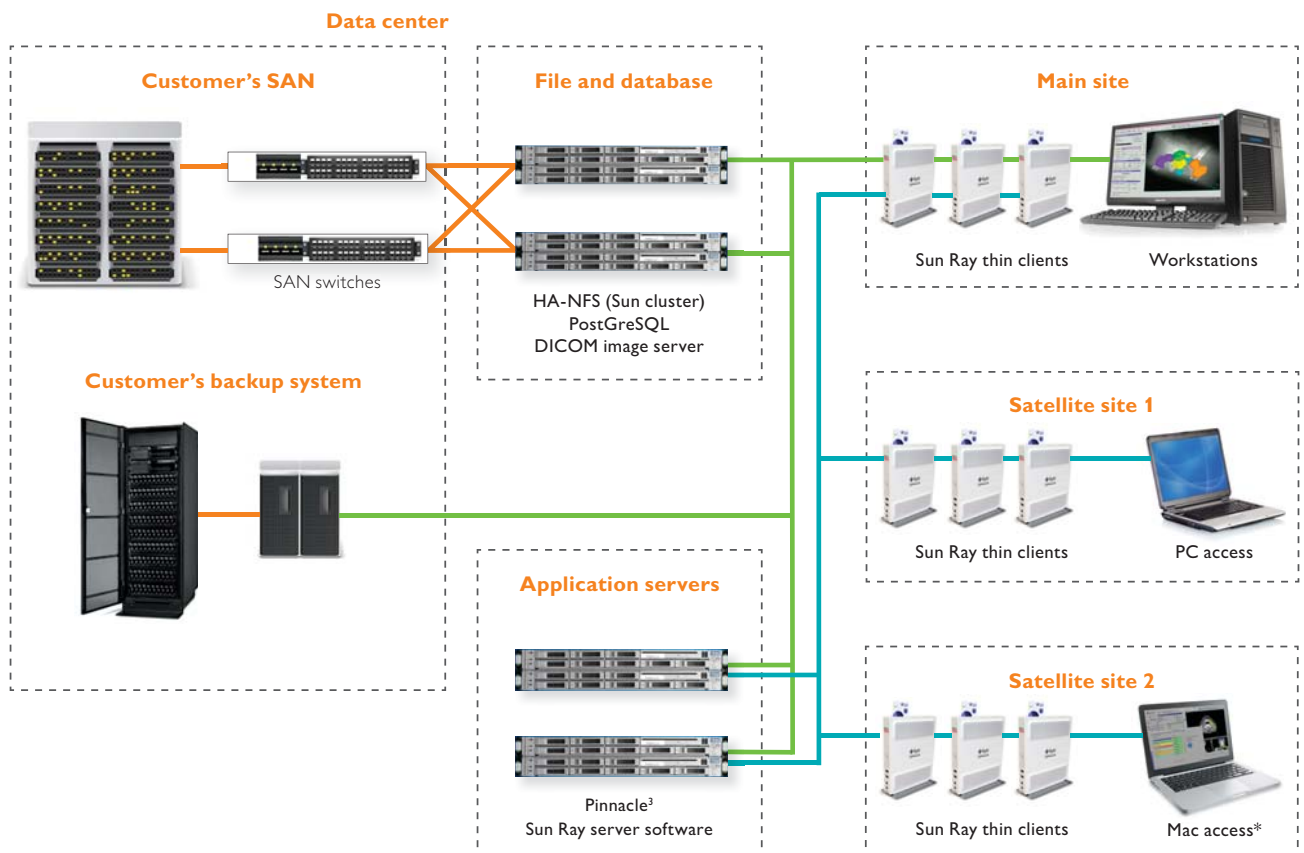 Data center
Customer's SAN
SAN switches
Customer's backup system
File and database
HA-NFS (Sun cluster)
PostGreSQL
DICOM image server
Application servers
Pinnacle³
Sun Ray server software
Main site
Sun Ray thin clients
Workstations
Satellite site 1
Sun Ray thin clients
PC access
Satellite site 2
Sun Ray thin clients
Mac access*